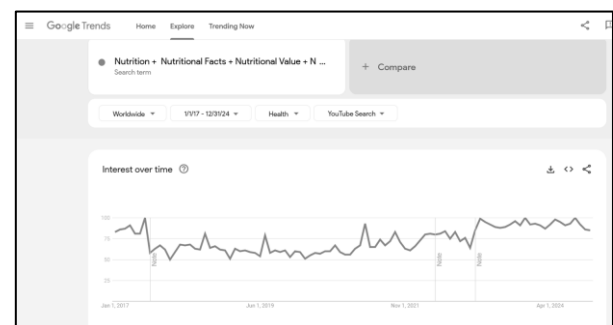 Google Trends Home Explore Trending Now
Nutrition + Nutritional Facts + Nutritional Value + N ...
Search term
+ Compare
Worldwide 1/1/17 - 12/31/24 Health YouTube Search
Interest over time
100
75
50
25
Note Note Note
Jan 1, 2017 Jun 1, 2019 Nov 1, 2021 Apr 1, 2024